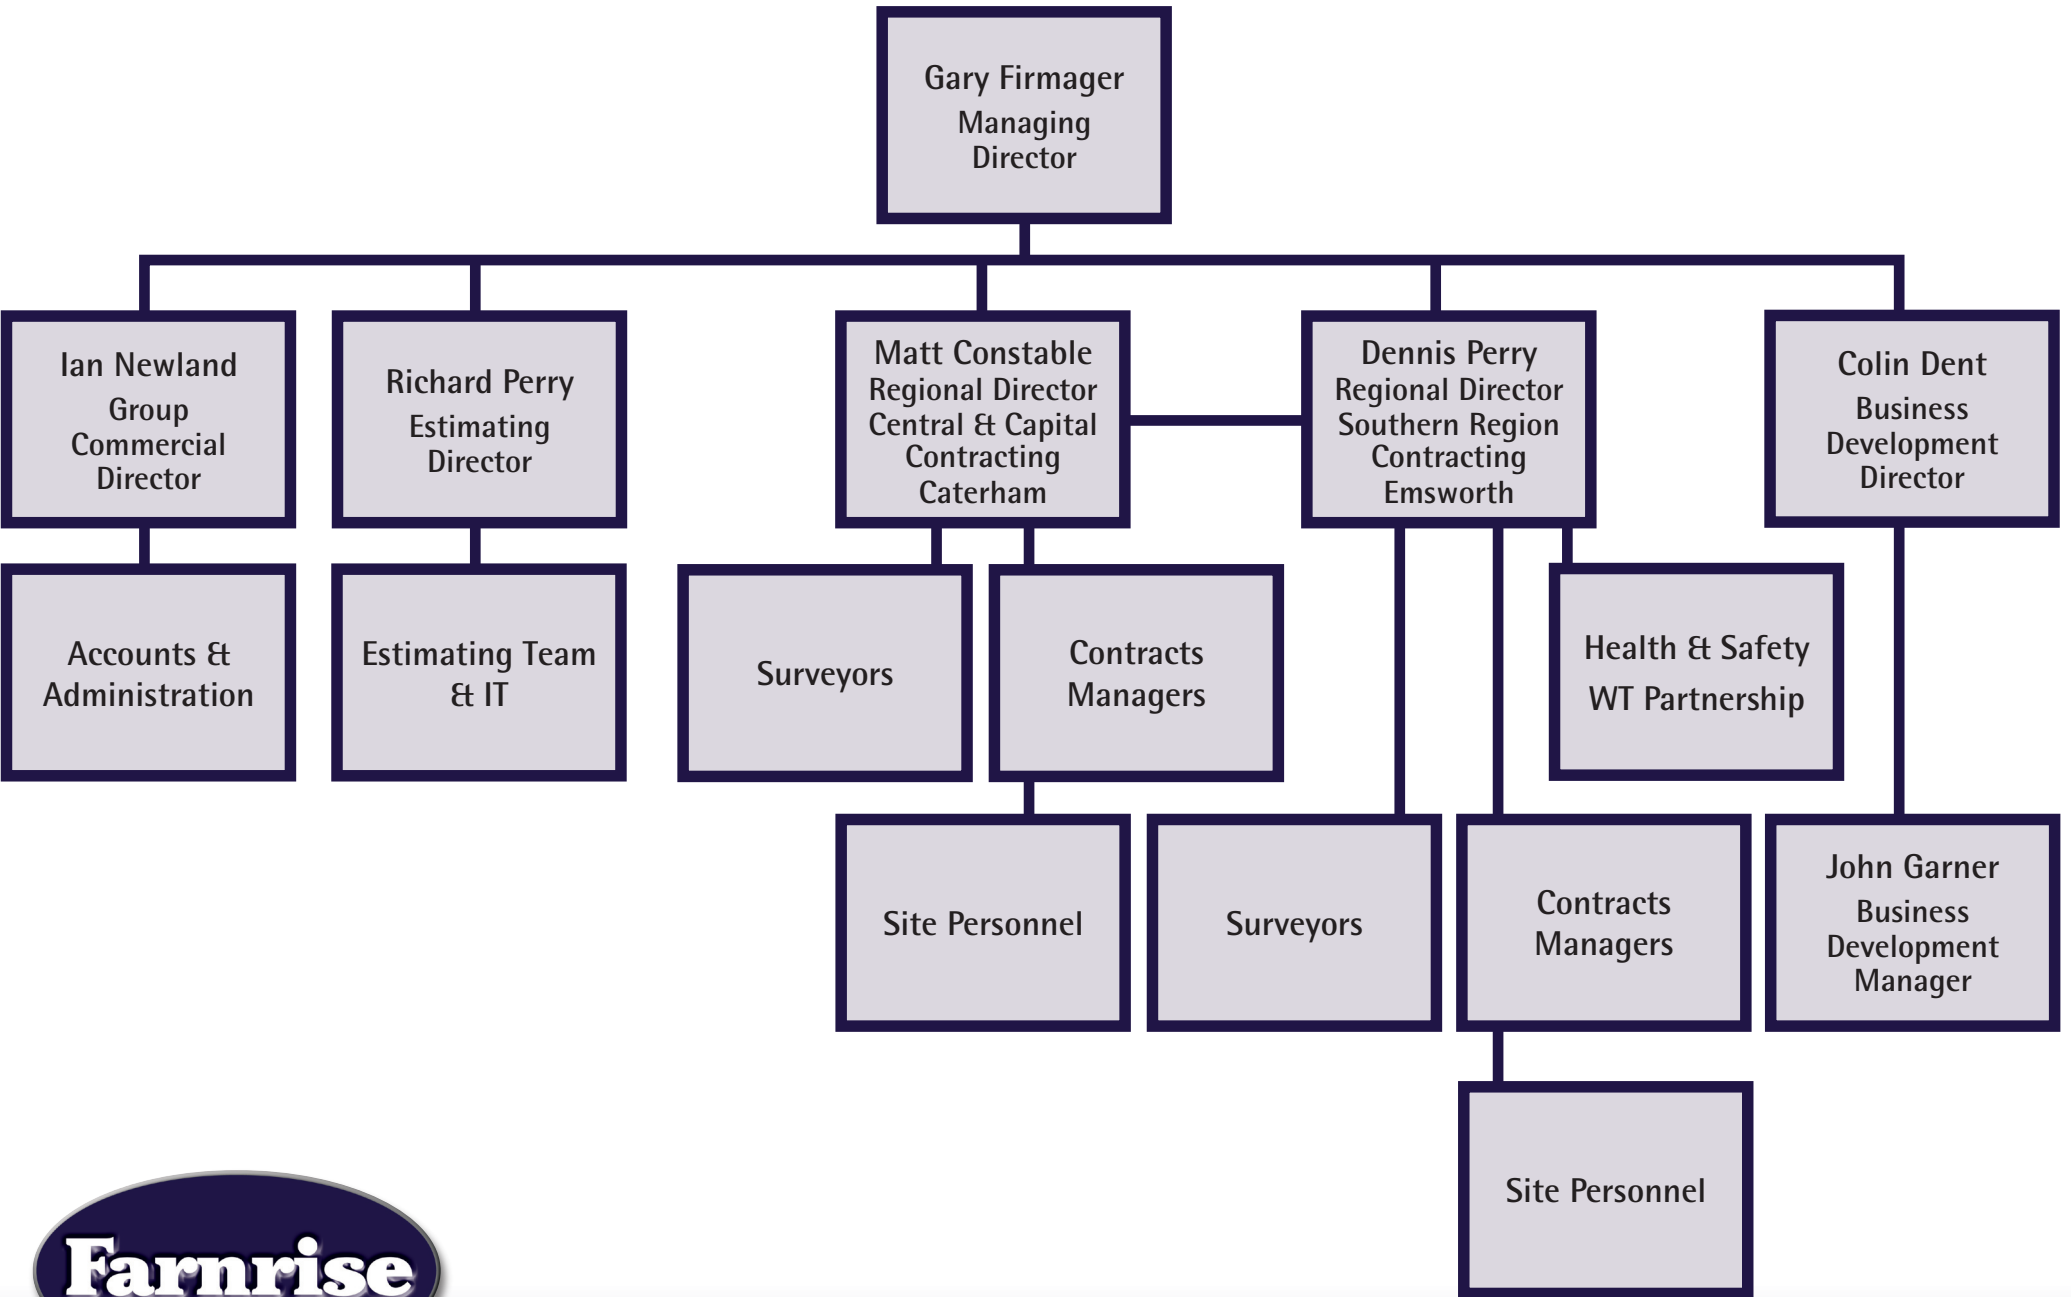 Gary Firmager
Managing
Director
Ian Newland
Group
Commercial
Director
Richard Perry
Estimating
Director
Matt Constable
Regional Director
Central & Capital
Contracting
Caterham
Dennis Perry
Regional Director
Southern Region
Contracting
Emsworth
Colin Dent
Business
Development
Director
Accounts &
Administration
Estimating Team
& IT
Surveyors
Contracts
Managers
Health & Safety
WT Partnership
Site Personnel
Surveyors
Contracts
Managers
John Garner
Business
Development
Manager
Site Personnel
Farnrise